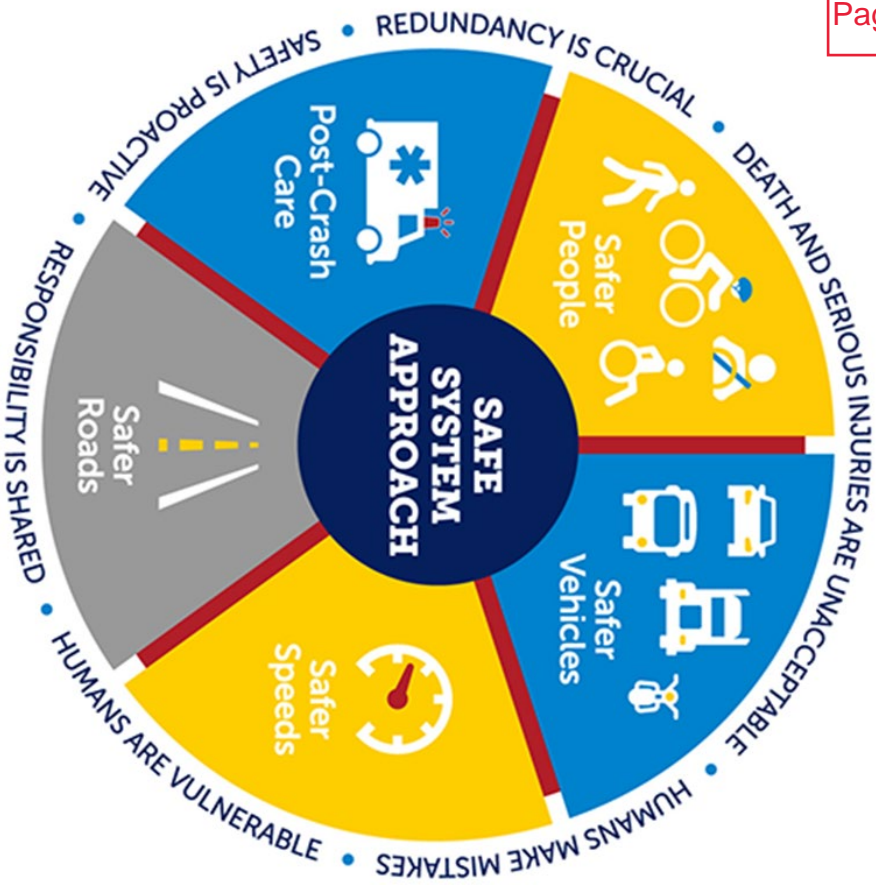 SAFE
SYSTEM
APPROACH
Safer
People
Safer
Vehicles
Safer
Speeds
Safer
Roads
Post-Crash
Care
DEATH AND SERIOUS INJURIES ARE UNACCEPTABLE
HUMANS MAKE MISTAKES
HUMANS ARE VULNERABLE
RESPONSIBILITY IS SHARED
SAFETY IS PROACTIVE
REDUNDANCY IS CRUCIAL